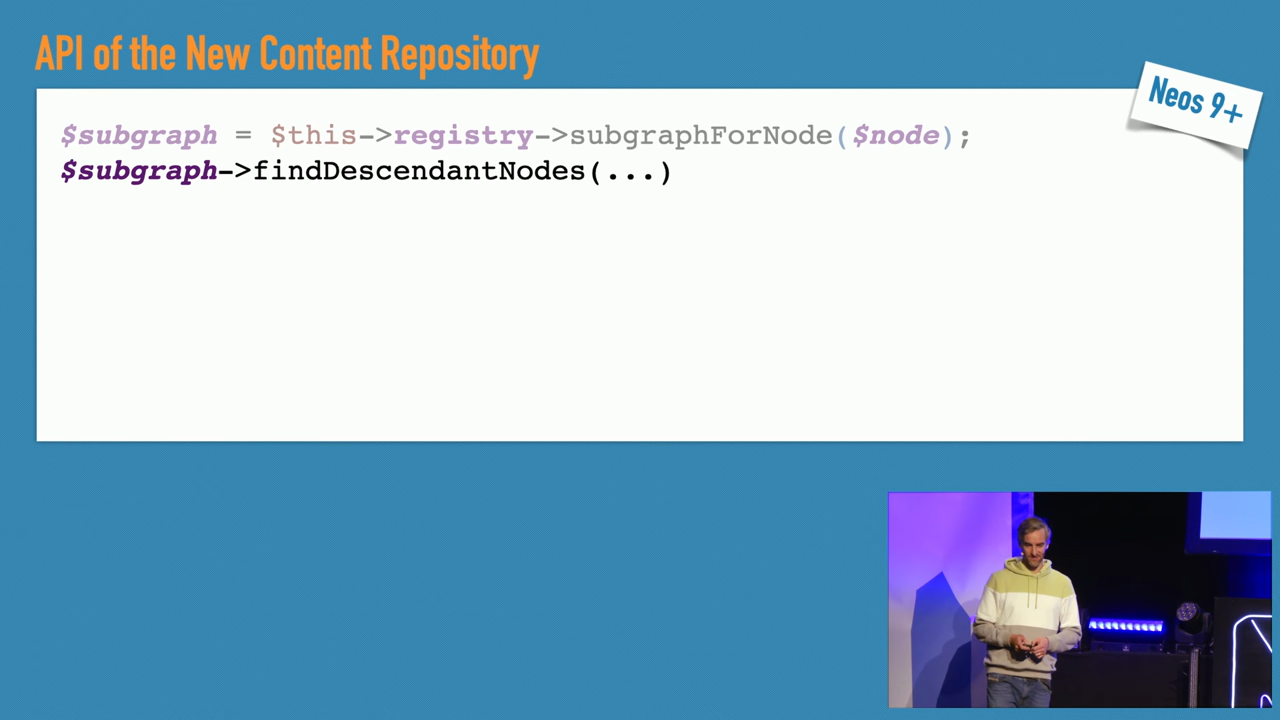 API of the New Content Repository
Neos 9+
$subgraph = $this->registry->subgraphForNode($node);
$subgraph->findDescendantNodes(...)